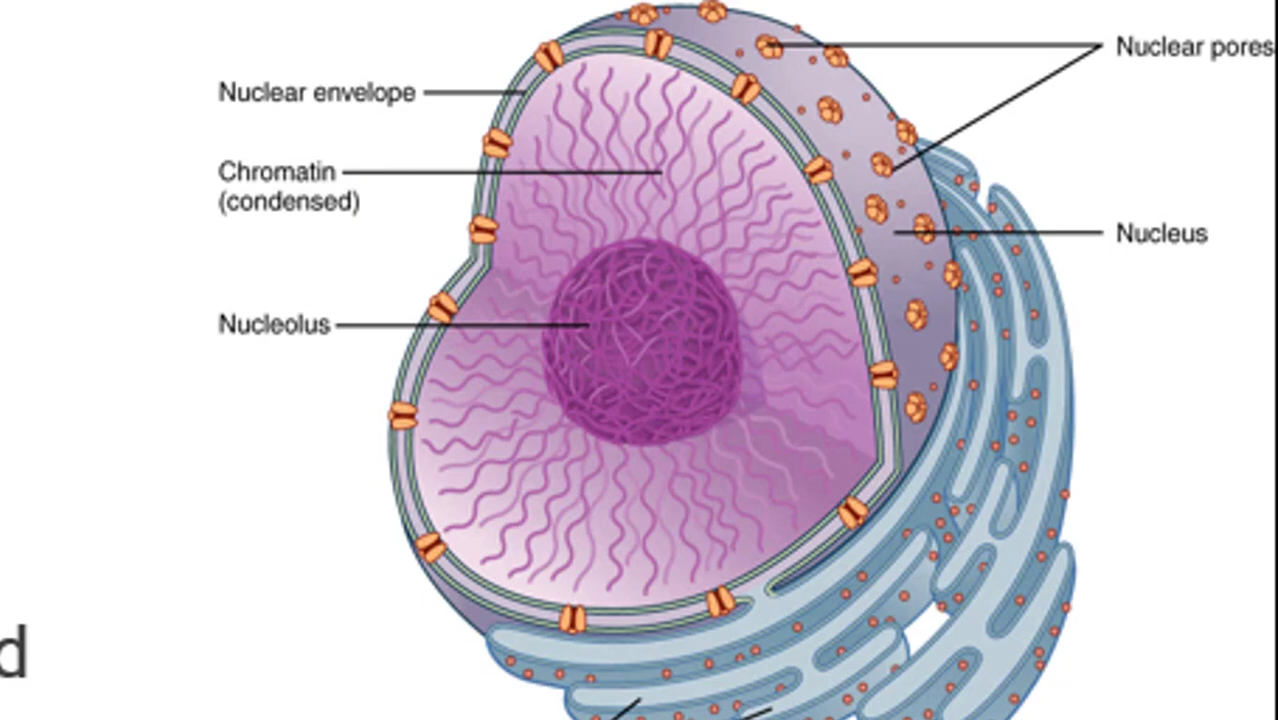 Nuclear pores
Nuclear envelope
Chromatin
(condensed)
Nucleus
Nucleolus
d